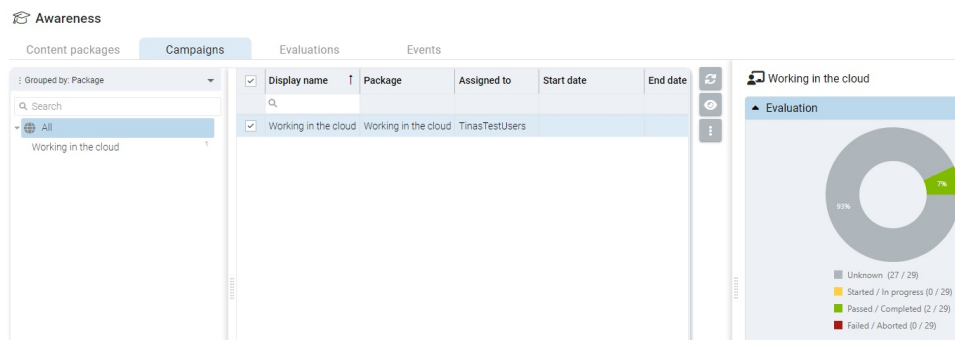 Awareness
Content packages Campaigns Evaluations Events
Grouped by: Package
Search
All
Working in the cloud 1
Display name Package Assigned to Start date End date
Working in the cloud Working in the cloud TinasTestUsers
Working in the cloud
Evaluation
7%
93%
Unknown (27 / 29)
Started / In progress (0 / 29)
Passed / Completed (2 / 29)
Failed / Aborted (0 / 29)